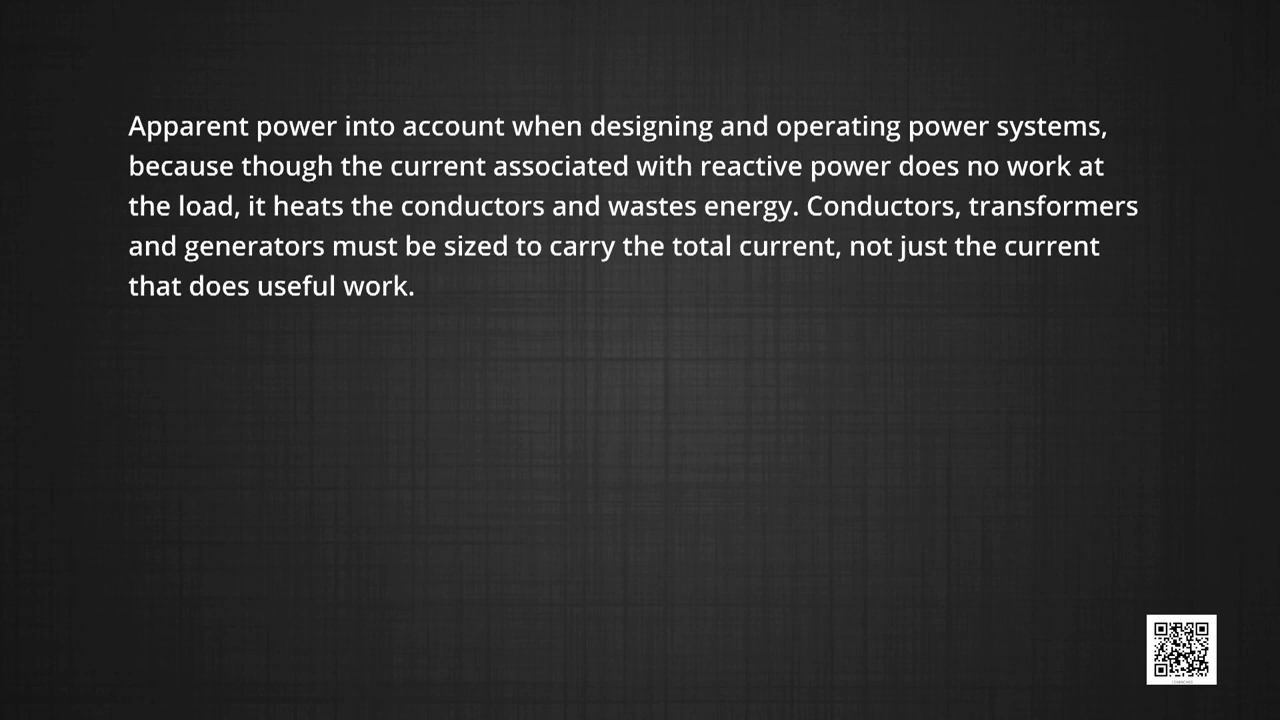 Apparent power into account when designing and operating power systems,
because though the current associated with reactive power does no work at
the load, it heats the conductors and wastes energy. Conductors, transformers
and generators must be sized to carry the total current, not just the current
that does useful work.